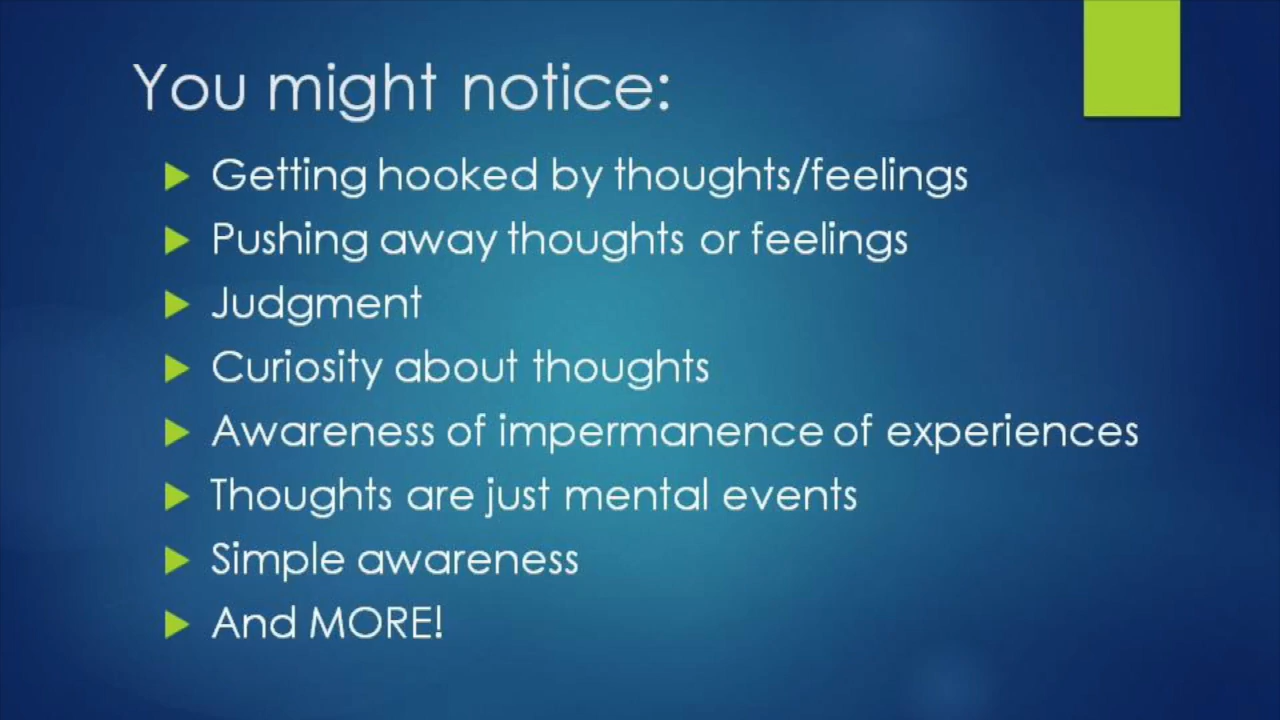 You might notice:
Getting hooked by thoughts/feelings
Pushing away thoughts or feelings
Judgment
Curiosity about thoughts
Awareness of impermanence of experiences
Thoughts are just mental events
Simple awareness
And MORE!